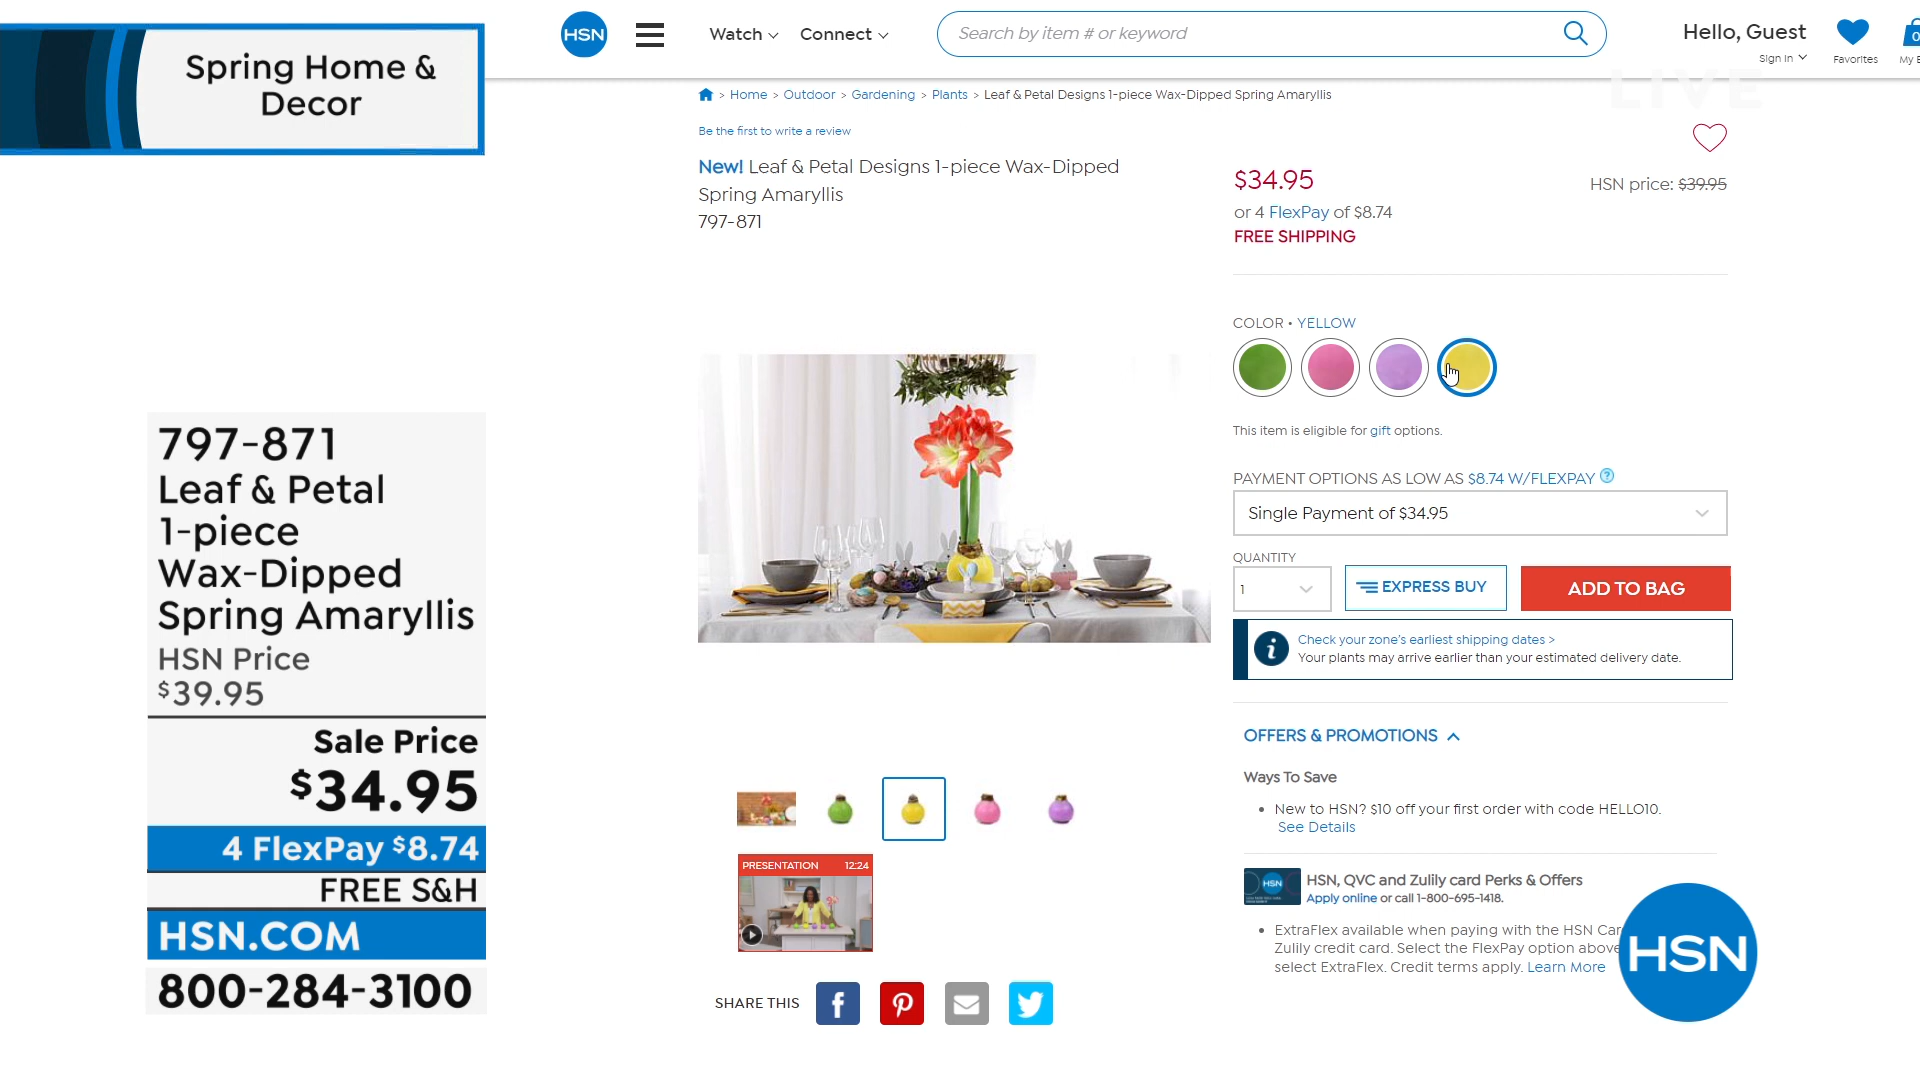 Spring Home &
Decor
HSN
Watch
Connect
Search by item # or keyword
Hello, Guest
Sign In
Favorites
0
LIVE
Home > Outdoor > Gardening > Plants > Leaf & Petal Designs 1-piece Wax-Dipped Spring Amaryllis
Be the first to write a review
New! Leaf & Petal Designs 1-piece Wax-Dipped
Spring Amaryllis
797-871
$34.95
HSN price: $39.95
or 4 FlexPay of $8.74
FREE SHIPPING
COLOR • YELLOW
This item is eligible for gift options.
PAYMENT OPTIONS AS LOW AS $8.74 W/FLEXPAY ?
Single Payment of $34.95
QUANTITY
1
EXPRESS BUY
ADD TO BAG
i
Check your zone's earliest shipping dates >
Your plants may arrive earlier than your estimated delivery date.
OFFERS & PROMOTIONS
Ways To Save
• New to HSN? $10 off your first order with code HELLO10.
See Details
HSN
HSN, QVC and Zulily card Perks & Offers
Apply online or call 1-800-695-1418.
• ExtraFlex available when paying with the HSN Car
Zulily credit card. Select the FlexPay option above
select ExtraFlex. Credit terms apply. Learn More
HSN
PRESENTATION 12:24
SHARE THIS
797-871
Leaf & Petal
1-piece
Wax-Dipped
Spring Amaryllis
HSN Price
$39.95
Sale Price
$34.95
4 FlexPay $8.74
FREE S&H
HSN.COM
800-284-3100